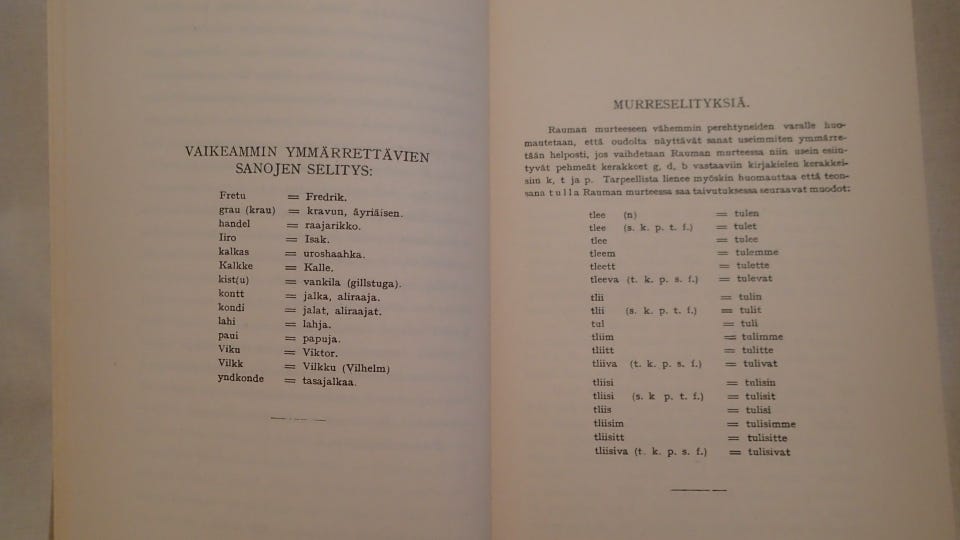 VAIKEAMMIN YMMÄRRETTÄVIEN
SANOJEN SELITYS:
Fretu = Fredrik.
grau (krau) = kravun, äyriäisen.
handel = raajarikko.
Iiro = Isak.
kalkas = uroshaahka.
Kalkke = Kalle.
kist(u) = vankila (gillstuga).
kontt = jalka, aliraaja.
kondi = jalat, aliraajat.
lahi = lahja.
paui = papuja.
Viku = Viktor.
Vilkk = Vilkku (Vilhelm)
yndkonde = tasajalkaa.
MURRESELITYKSIÄ.
Rauman murteeseen vähemmin perehtyneiden varalle huo-
mautetaan, että oudolta näyttävät sanat useimmiten ymmärre-
tään helposti, jos vaihdetaan Rauman murteessa niin usein esiin-
tyvät pehmeät kerakkeet g, d, b vastaaviin kirjakielen kerakkei-
siin k, t ja p. Tarpeellista lienee myöskin huomauttaa että teon-
sana tulla Rauman murteessa saa taivutuksessa seuraavat muodot:
tlee (n) = tulen
tlee (s. k. p. t. f.) = tulet
tlee = tulee
tleem = tulemme
tleett = tulette
tleeva (t. k. p. s. f.) = tulevat
tlii = tulin
tlii (s. k. p. t. f.) = tulit
tul = tuli
tliim = tulimme
tliitt = tulitte
tliiva (t. k. p. s. f.) = tulivat
tliisi = tulisin
tliisi (s. k p. t. f.) = tulisit
tliis = tulisi
tliisim = tulisimme
tliisitt = tulisitte
tliisiva (t. k. p. s. f.) = tulisivat